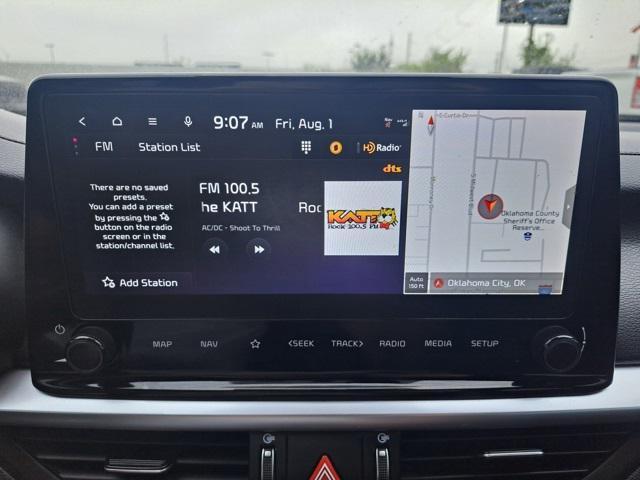 9:07 AM Fri, Aug. 1
FM Station List
HD Radio
dts
There are no saved
presets.
You can add a preset
by pressing the
button on the radio
screen or in the
station/channel list.
Add Station
FM 100.5
he KATT Roc
AC/DC - Shoot To Thrill
KATT
ROCK 100.5 FM
S Midwest Blvd
Oklahoma County
Sheriff's Office
Reserve...
Auto
150 ft
Oklahoma City, OK
MAP NAV <SEEK TRACK> RADIO MEDIA SETUP